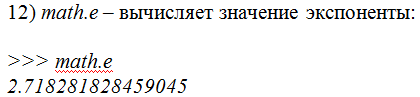 12) math.e – вычисляет значение экспоненты:
>>> math.e
2.718281828459045